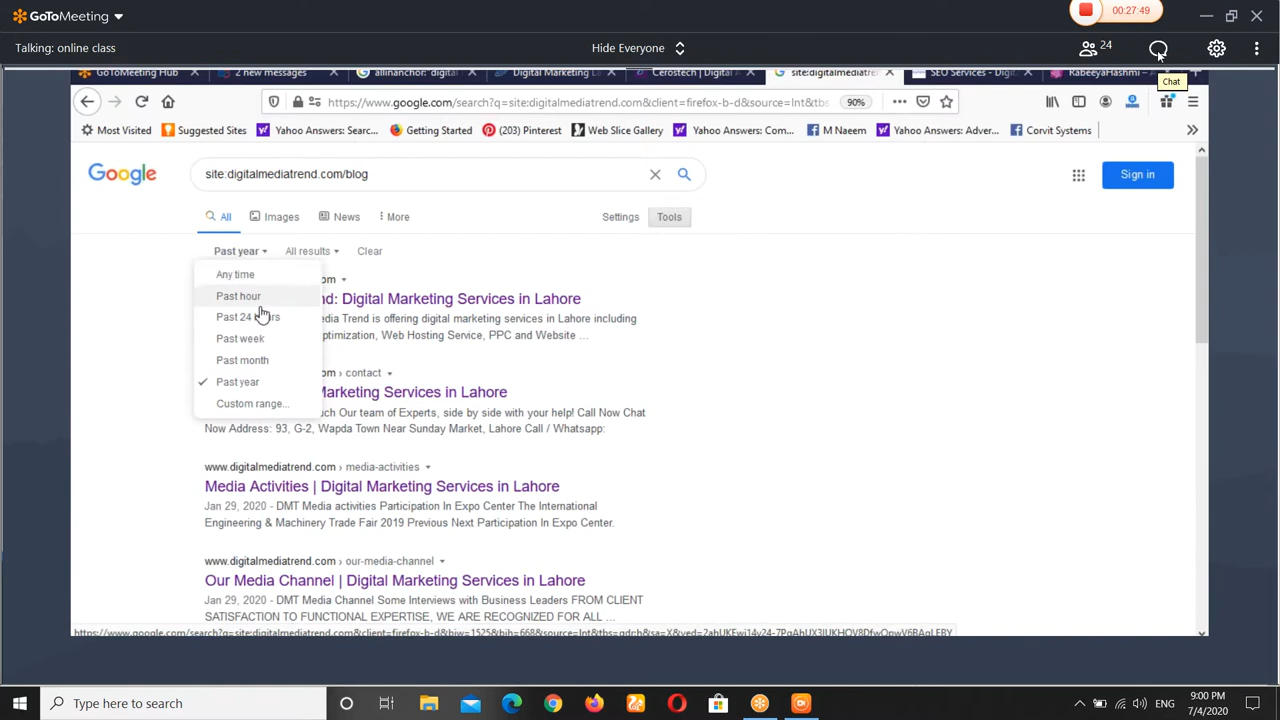 GoToMeeting
00:27:49
Talking: online class
Hide Everyone
24
Chat
GoToMeeting Hub
2 new messages
allinanchor: "digital
Digital Marketing L
Cerostech | Digital A
site:digitalmediatren
SEO Services - Digit
RabeeyaHashmi –
https://www.google.com/search?q=site:digitalmediatrend.com/blog&client=firefox-b-d&source=lnt&tbs
90%
Most Visited
Suggested Sites
Yahoo Answers: Searc...
Getting Started
(203) Pinterest
Web Slice Gallery
Yahoo Answers: Com...
M Naeem
Yahoo Answers: Adver...
Corvit Systems
Google
site:digitalmediatrend.com/blog
Sign in
All
Images
News
More
Settings
Tools
Past year
All results
Clear
Any time
Past hour
Past 24
Past week
Past month
Past year
Custom range...
om
nd: Digital Marketing Services in Lahore
edia Trend is offering digital marketing services in Lahore including
ptimization, Web Hosting Service, PPC and Website ...
om › contact
Marketing Services in Lahore
uch Our team of Experts, side by side with your help! Call Now Chat
Now Address: 93, G-2, Wapda Town Near Sunday Market, Lahore Call / Whatsapp:
www.digitalmediatrend.com › media-activities
Media Activities | Digital Marketing Services in Lahore
Jan 29, 2020 - DMT Media activities Participation In Expo Center The International
Engineering & Machinery Trade Fair 2019 Previous Next Participation In Expo Center.
www.digitalmediatrend.com › our-media-channel
Our Media Channel | Digital Marketing Services in Lahore
Jan 29, 2020 - DMT Media Channel Some Interviews with Business Leaders FROM CLIENT
SATISFACTION TO FUNCTIONAL EXPERTISE, WE ARE RECOGNIZED FOR ALL ...
Type here to search
ENG
9:00 PM
7/4/2020